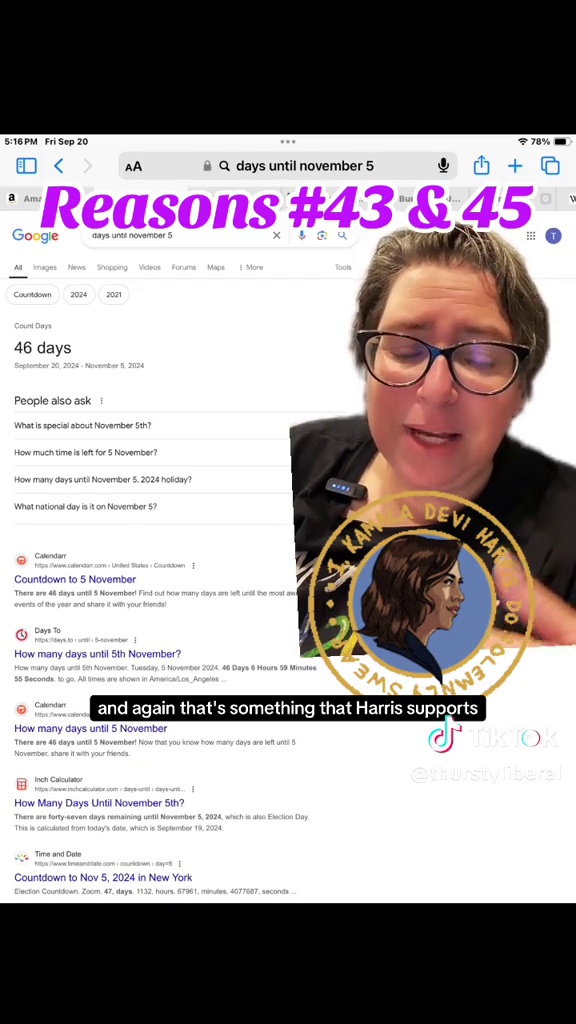 5:16 PM Fri Sep 20
78%
AA
days until november 5
Reasons #43 & 45
Google
days until november 5
T
All Images News Shopping Videos Forums Maps More Tools
Countdown 2024 2021
Count Days
46 days
September 20, 2024 - November 5, 2024
People also ask
What is special about November 5th?
How much time is left for 5 November?
How many days until November 5, 2024 holiday?
What national day is it on November 5?
Calendarr
https://www.calendarr.com › United States › Countdown
Countdown to 5 November
There are 46 days until 5 November! Find out how many days are left until the most
events of the year and share it with your friends!
Days To
https://days.to › until › 5-november
How many days until 5th November?
How many days until 5th November. Tuesday, 5 November 2024. 46 Days 6 Hours 59 Minutes
55 Seconds. to go. All times are shown in America/Los_Angeles ...
Calendarr
How many days until 5 November
There are 46 days until 5 November! Now that you know how many days are left until 5
November, share it with your friends.
Inch Calculator
https://www.inchcalculator.com › days-until › days-unti...
How Many Days Until November 5th?
There are forty-seven days remaining until November 5, 2024, which is also Election Day.
This is calculated from today's date, which is September 19, 2024.
Time and Date
https://www.timeanddate.com › countdown › day=5
Countdown to Nov 5, 2024 in New York
Election Countdown. Zoom. 47, days. 1132, hours. 67961, minutes. 4077687, seconds ...
DEVI
and again that's something that Harris supports
TikTok
@thurstyliberal